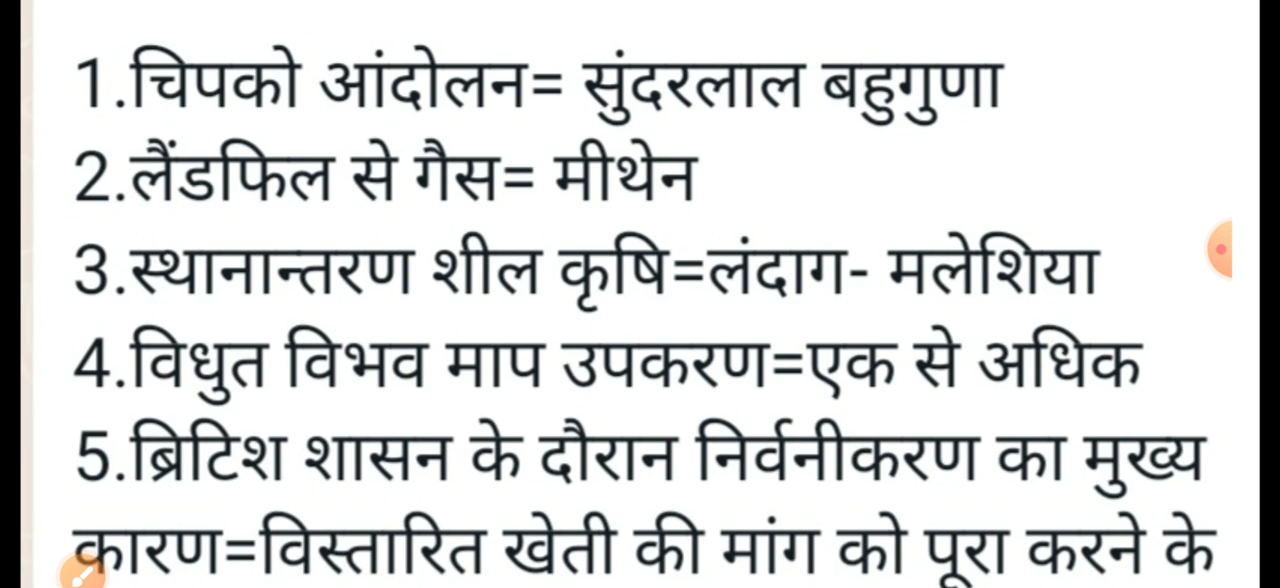 1.चिपको आंदोलन= सुंदरलाल बहुगुणा
2.लैंडफिल से गैस= मीथेन
3.स्थानान्तरण शील कृषि=लंदाग- मलेशिया
4.विधुत विभव माप उपकरण=एक से अधिक
5.ब्रिटिश शासन के दौरान निर्वनीकरण का मुख्य
कारण=विस्तारित खेती की मांग को पूरा करने के